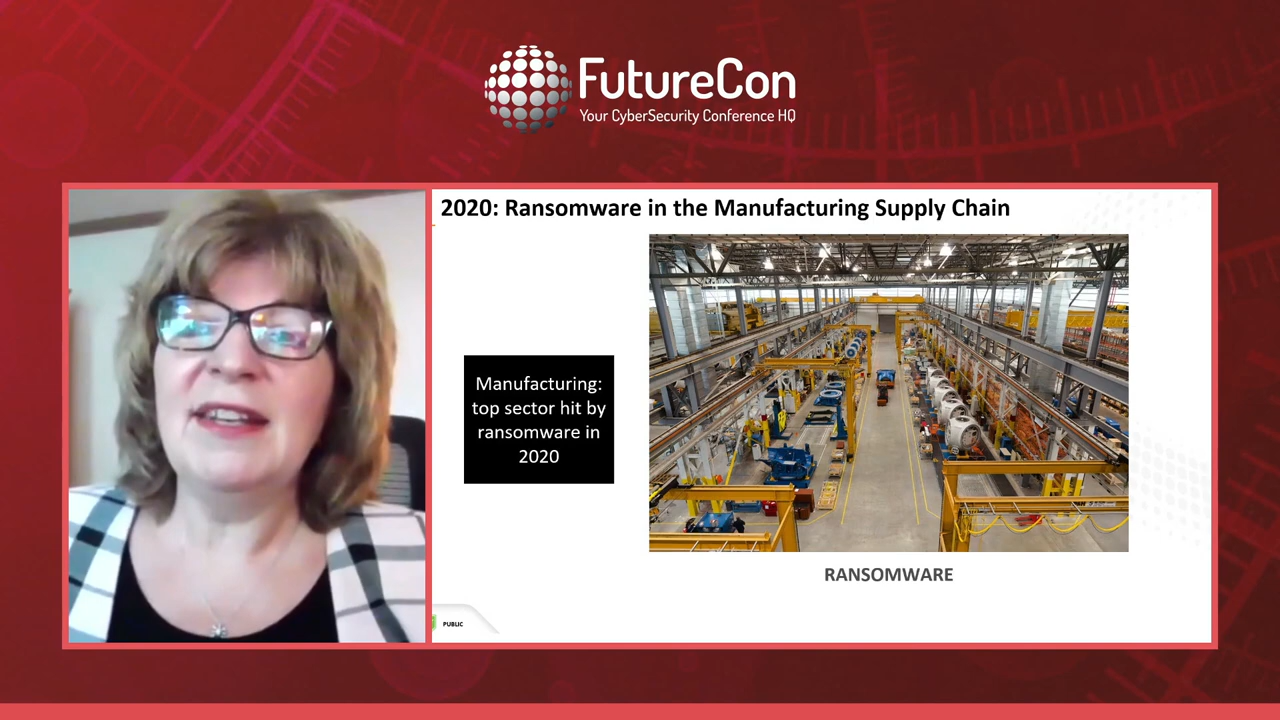 FutureCon
Your CyberSecurity Conference HQ
2020: Ransomware in the Manufacturing Supply Chain
Manufacturing:
top sector hit by
ransomware in
2020
RANSOMWARE
PUBLIC